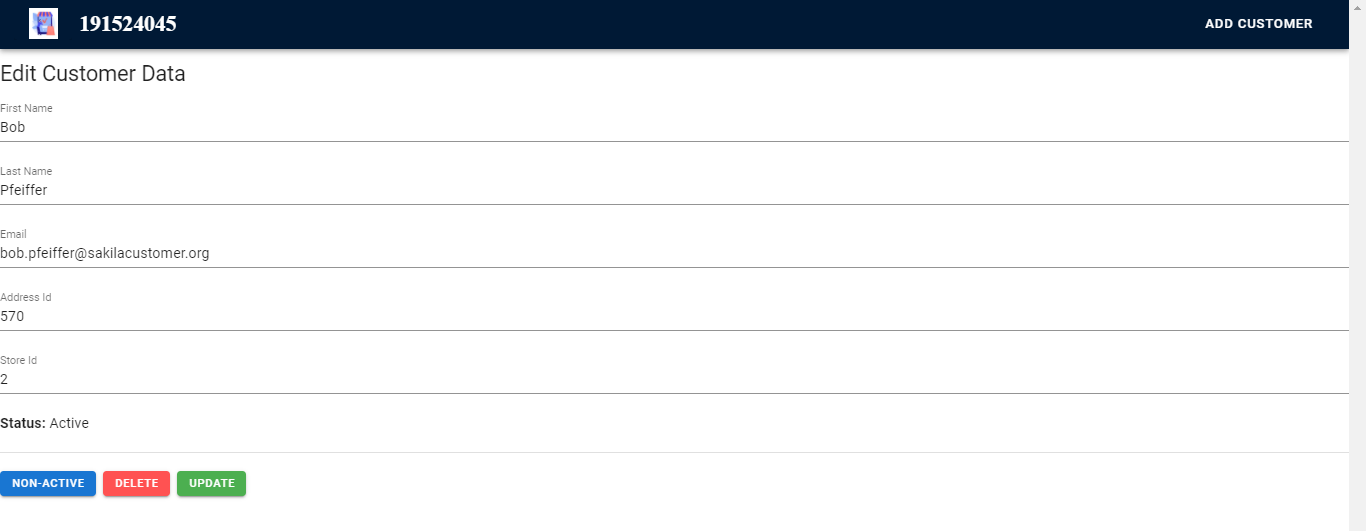 191524045
ADD CUSTOMER
Edit Customer Data
First Name
Bob
Last Name
Pfeiffer
Email
bob.pfeiffer@sakilacustomer.org
Address Id
570
Store Id
2
Status: Active
NON-ACTIVE DELETE UPDATE